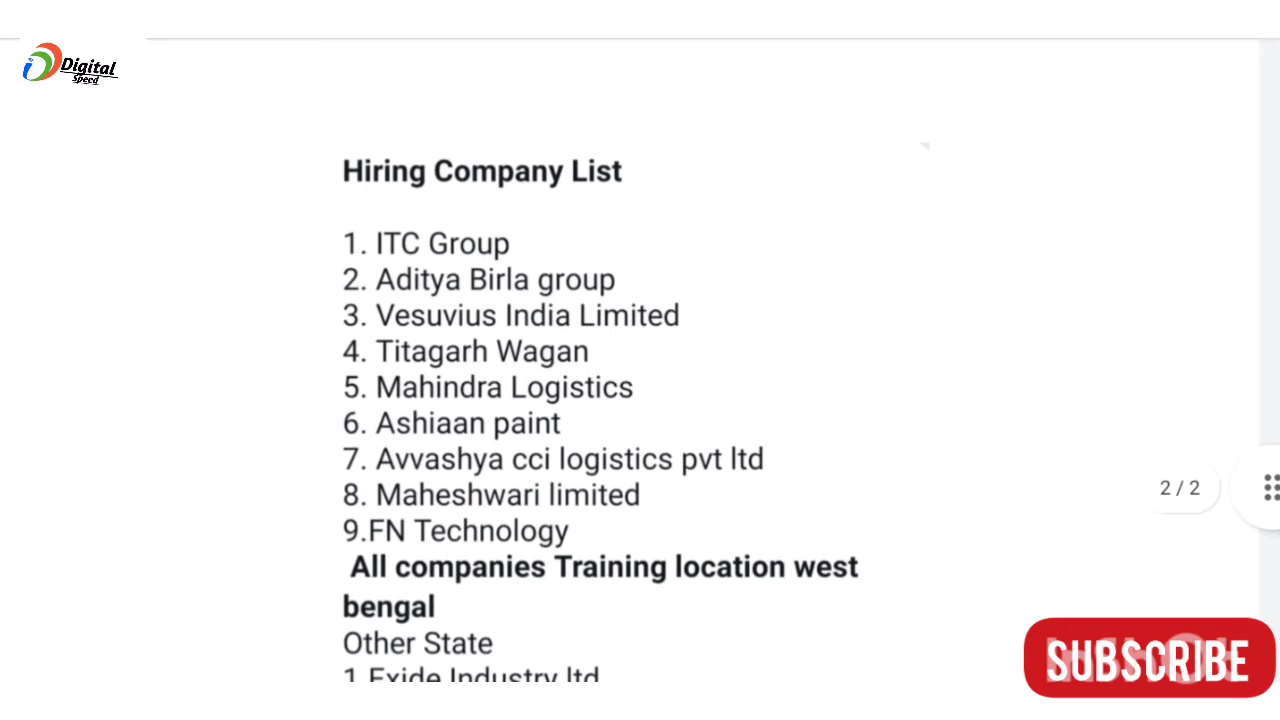 Digital
Speed
Hiring Company List
1. ITC Group
2. Aditya Birla group
3. Vesuvius India Limited
4. Titagarh Wagan
5. Mahindra Logistics
6. Ashiaan paint
7. Avvashya cci logistics pvt ltd
8. Maheshwari limited
9.FN Technology
All companies Training location west
bengal
Other State
1.Exide Industry ltd
2 / 2
SUBSCRIBE